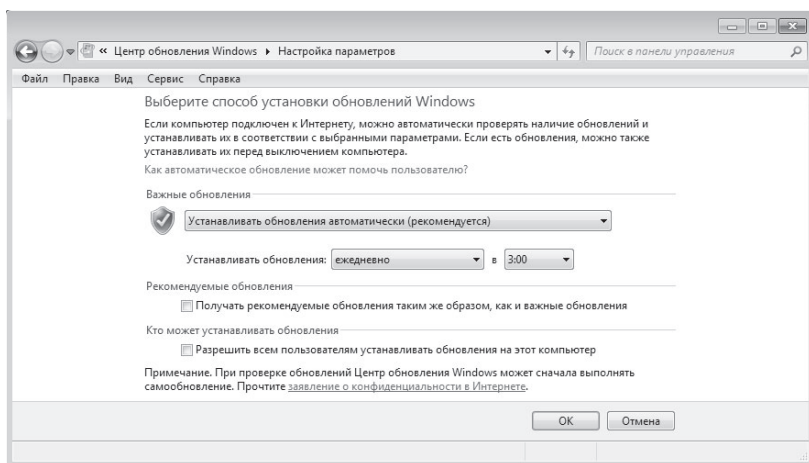 « Центр обновления Windows ▸ Настройка параметров
Поиск в панели управления
Файл Правка Вид Сервис Справка
Выберите способ установки обновлений Windows
Если компьютер подключен к Интернету, можно автоматически проверять наличие обновлений и
устанавливать их в соответствии с выбранными параметрами. Если есть обновления, можно также
устанавливать их перед выключением компьютера.
Как автоматическое обновление может помочь пользователю?
Важные обновления
Устанавливать обновления автоматически (рекомендуется)
Устанавливать обновления: ежедневно в 3:00
Рекомендуемые обновления
Получать рекомендуемые обновления таким же образом, как и важные обновления
Кто может устанавливать обновления
Разрешить всем пользователям устанавливать обновления на этот компьютер
Примечание. При проверке обновлений Центр обновления Windows может сначала выполнять
самообновление. Прочтите заявление о конфиденциальности в Интернете.
ОК Отмена